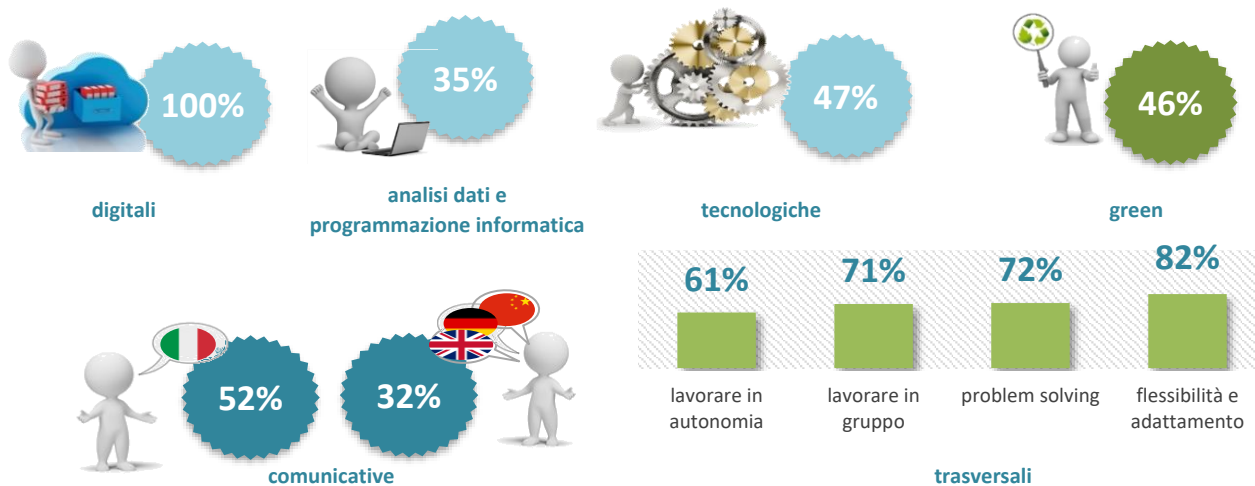 100%
35%
47%
46%
digitali
analisi dati e
programmazione informatica
tecnologiche
green
52%
32%
comunicative
61%
71%
72%
82%
lavorare in
autonomia
lavorare in
gruppo
problem solving
flessibilità e
adattamento
trasversali